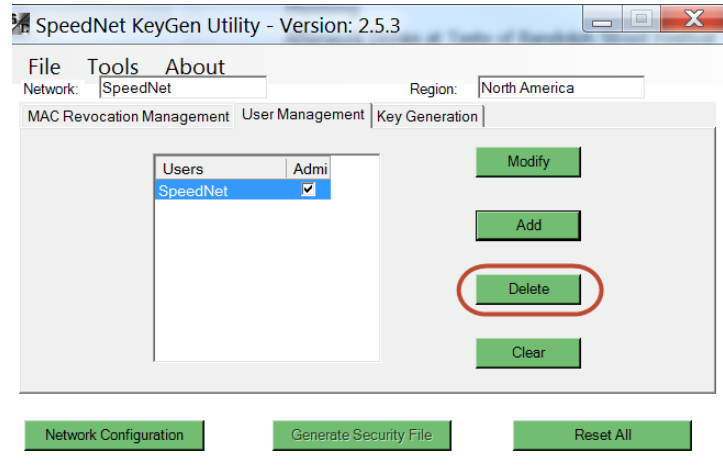 SpeedNet KeyGen Utility - Version: 2.5.3
File Tools About
Network: SpeedNet Region: North America
MAC Revocation Management User Management Key Generation
Users Admi
SpeedNet
Modify
Add
Delete
Clear
Network Configuration Generate Security File Reset All